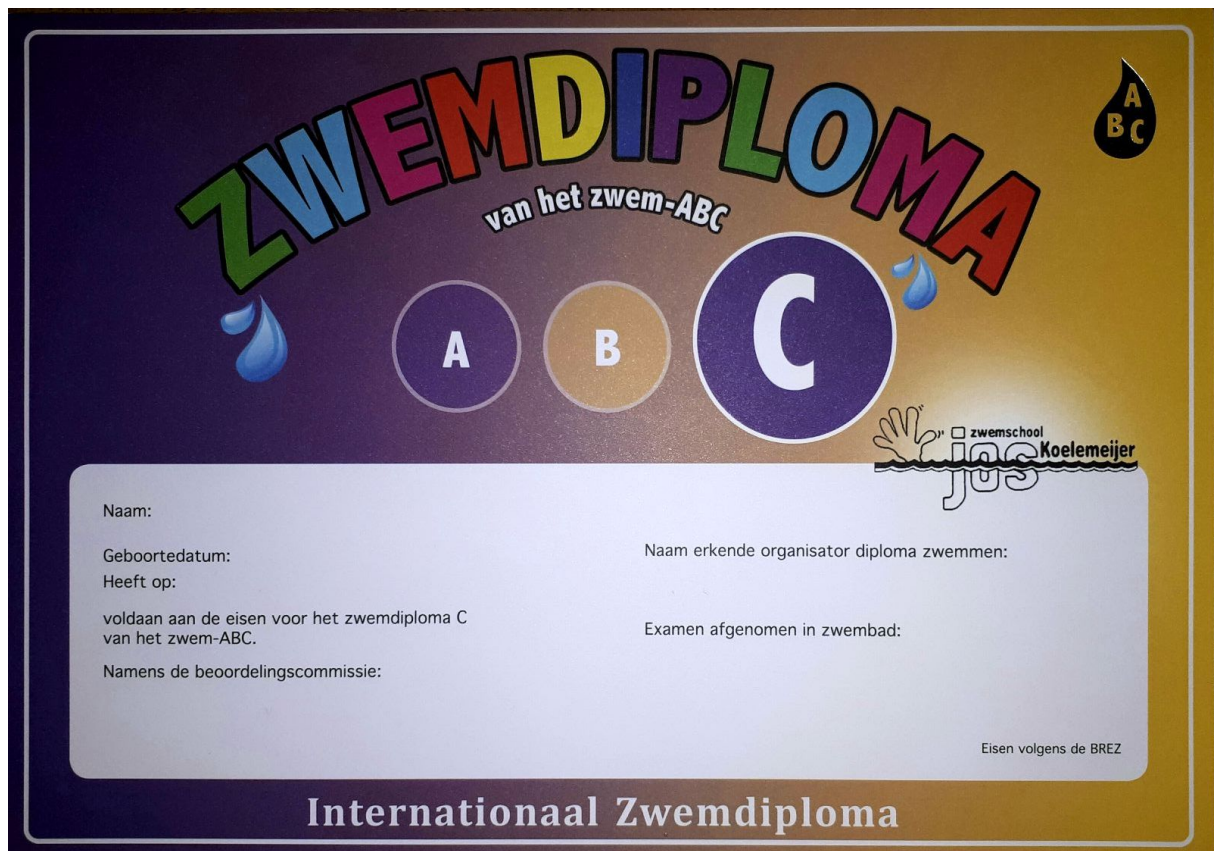 ZWEMDIPLOMA
A
B C
van het zwem-ABC
A B C
zwemschool
jos Koelemeijer
Naam:
Geboortedatum:
Heeft op:
voldaan aan de eisen voor het zwemdiploma C
van het zwem-ABC.
Namens de beoordelingscommissie:
Naam erkende organisator diploma zwemmen:
Examen afgenomen in zwembad:
Eisen volgens de BREZ
Internationaal Zwemdiploma